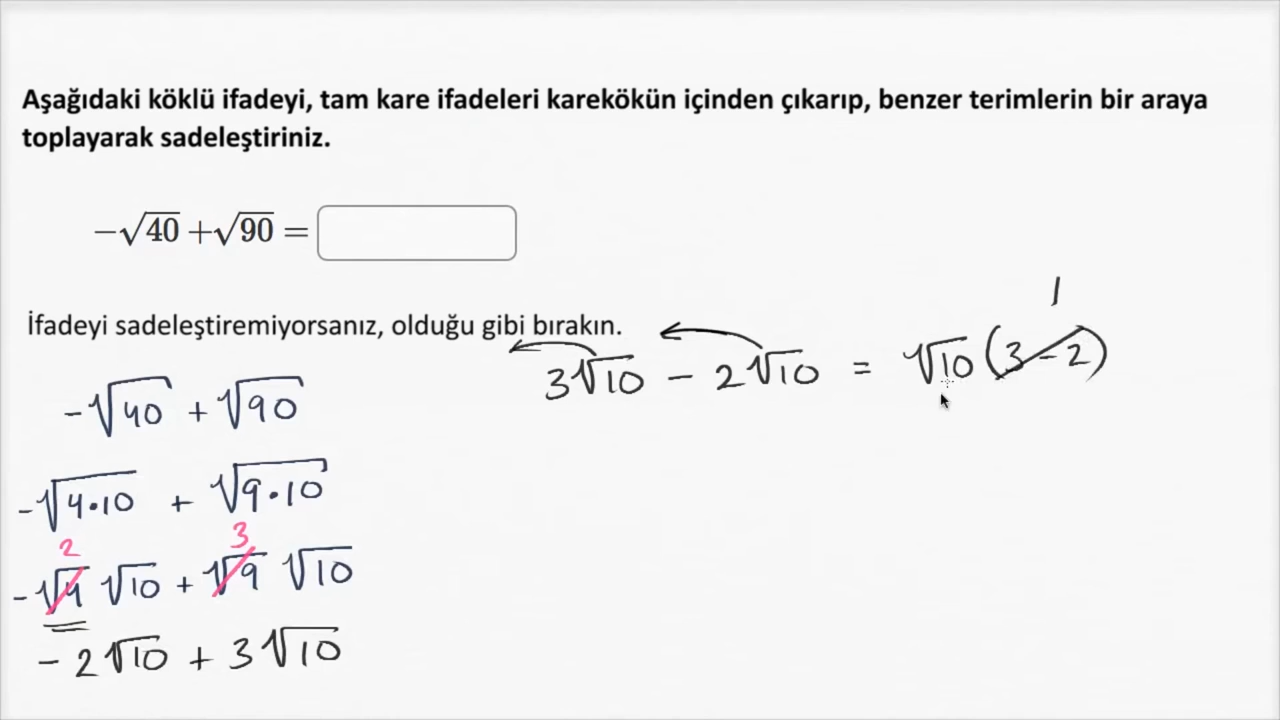 Aşağıdaki köklü ifadeyi, tam kare ifadeleri karekökün içinden çıkarıp, benzer terimlerin bir araya
toplayarak sadeleştiriniz.
−√40 +√90 =
İfadeyi sadeleştiremiyorsanız, olduğu gibi bırakın.
1
3√10 − 2√10 = √10 (3 − 2)
−√40 + √90
−√4·10 + √9·10
2 3
−√4 √10 + √9 √10
−2√10 + 3√10